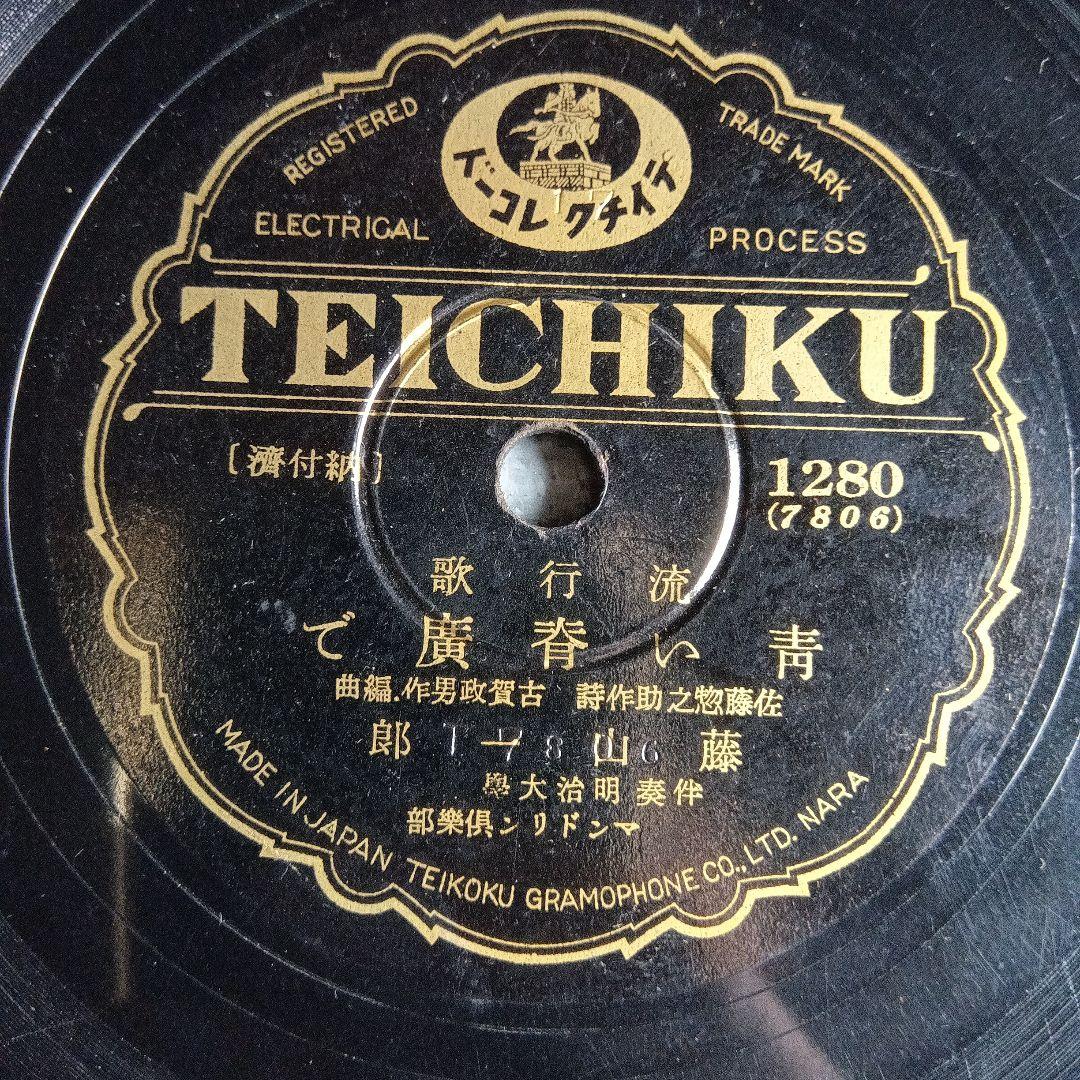 REGISTERED TRADE MARK
テイチクレコード
ELECTRICAL PROCESS
TEICHIKU
〔納付濟〕
1280
(7806)
流行歌
青い脊廣で
佐藤惣之助作詩 古賀政男作.編曲
藤山一郎
伴奏 明治大學
マンドリン倶樂部
MADE IN JAPAN TEIKOKU GRAMOPHONE CO., LTD. NARA